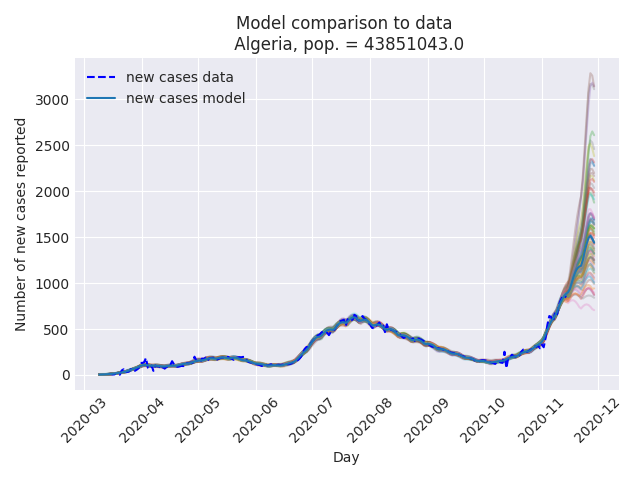 Model comparison to data
Algeria, pop. = 43851043.0
new cases data
new cases model
Number of new cases reported
3000
2500
2000
1500
1000
500
0
2020-03
2020-04
2020-05
2020-06
2020-07
2020-08
2020-09
2020-10
2020-11
2020-12
Day